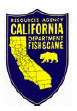 RESOURCES AGENCY
CALIFORNIA
DEPARTMENT
FISH&GAME